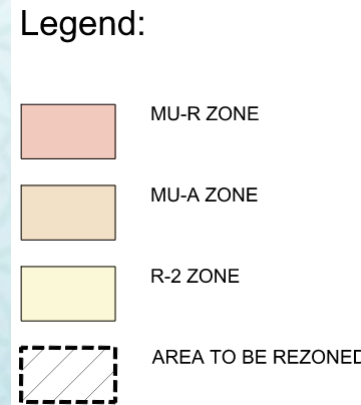 Legend:
MU-R ZONE
MU-A ZONE
R-2 ZONE
AREA TO BE REZONED